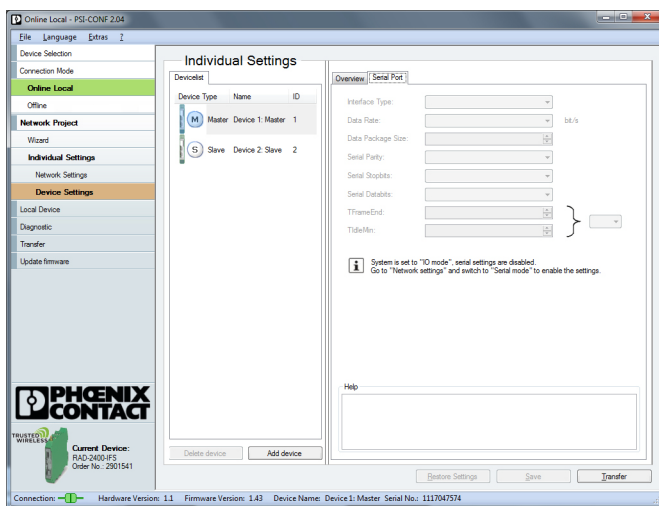 Online Local - PSI-CONF 2.04
File Language Extras ?
Device Selection
Connection Mode
Online Local
Offline
Network Project
Wizard
Individual Settings
Network Settings
Device Settings
Local Device
Diagnostic
Transfer
Update firmware
PHŒNIX
CONTACT
TRUSTED
WIRELESS
Current Device:
RAD-2400-IFS
Order No.: 2901541
Individual Settings
Devicelist
Device Type Name ID
M Master Device 1: Master 1
S Slave Device 2: Slave 2
Delete device Add device
Overview Serial Port
Interface Type:
Data Rate: bit/s
Data Package Size:
Serial Parity:
Serial Stopbits:
Serial Databits:
TFrameEnd:
TIdleMin:
i System is set to "IO mode", serial settings are disabled.
Go to "Network settings" and switch to "Serial mode" to enable the settings.
Help
Restore Settings Save Transfer
Connection: Hardware Version: 1.1 Firmware Version: 1.43 Device Name: Device 1: Master Serial No.: 1117047574